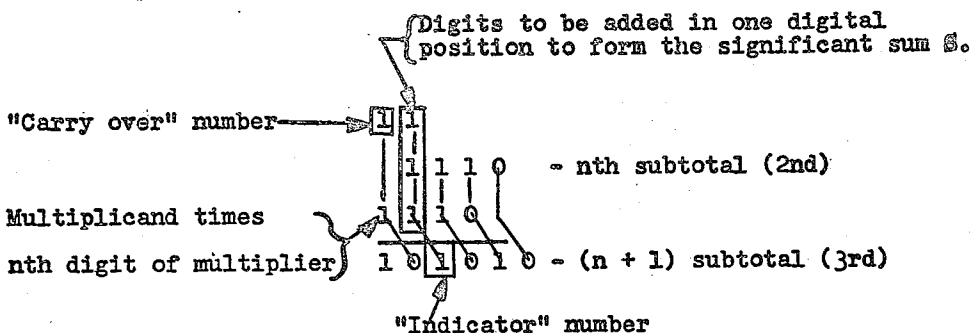 Digits to be added in one digital
position to form the significant sum S.
"Carry over" number 1 1
1 1 1 0 - nth subtotal (2nd)
Multiplicand times 1 1 1 0
nth digit of multiplier 1 0 1 0 1 0 - (n + 1) subtotal (3rd)
"Indicator" number